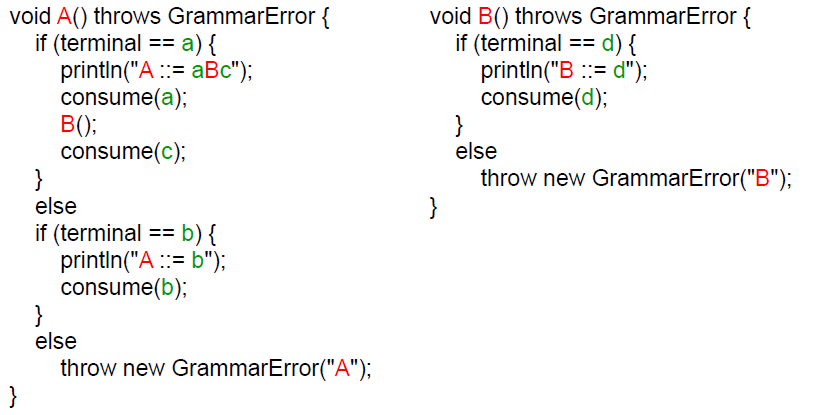 void A() throws GrammarError {
if (terminal == a) {
println("A ::= aBc");
consume(a);
B();
consume(c);
}
else
if (terminal == b) {
println("A ::= b");
consume(b);
}
else
throw new GrammarError("A");
}
void B() throws GrammarError {
if (terminal == d) {
println("B ::= d");
consume(d);
}
else
throw new GrammarError("B");
}